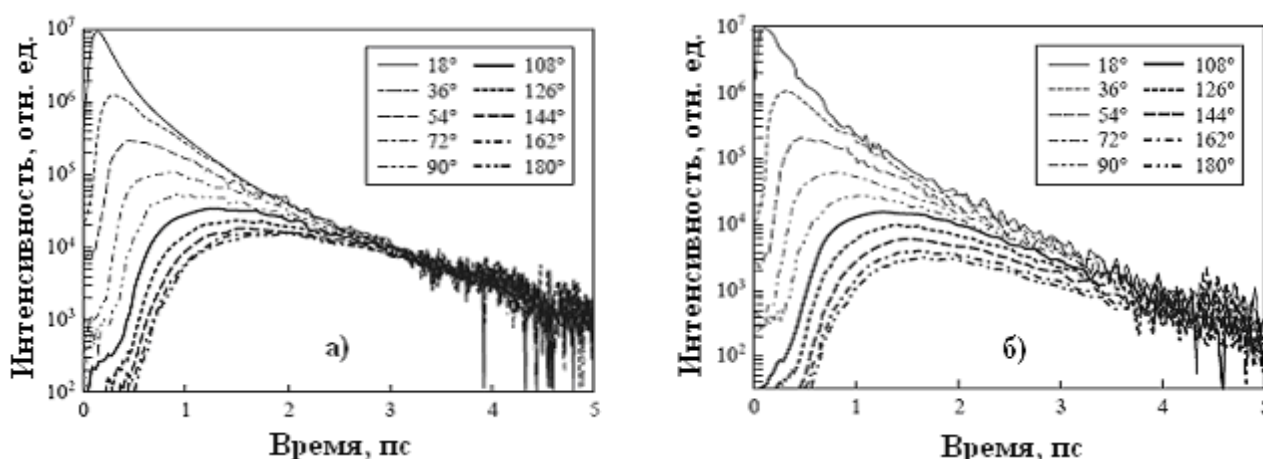 Интенсивность, отн. ед.
10⁷
10⁶
10⁵
10⁴
10³
10²
18° 108°
36° 126°
54° 144°
72° 162°
90° 180°
а)
0 1 2 3 4 5
Время, пс
Интенсивность, отн. ед.
10⁷
10⁶
10⁵
10⁴
10³
10²
18° 108°
36° 126°
54° 144°
72° 162°
90° 180°
б)
0 1 2 3 4 5
Время, пс